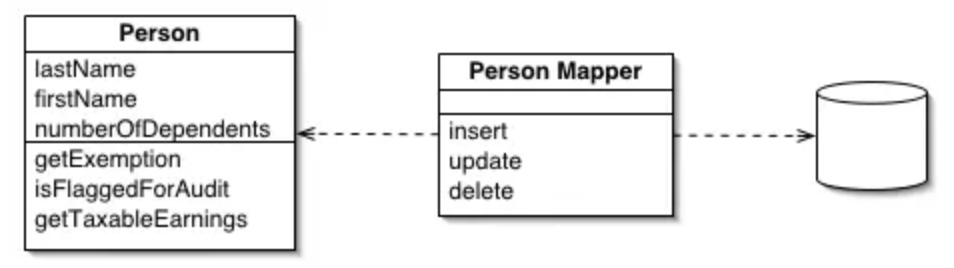 Person
lastName
firstName
numberOfDependents
getExemption
isFlaggedForAudit
getTaxableEarnings
Person Mapper
insert
update
delete